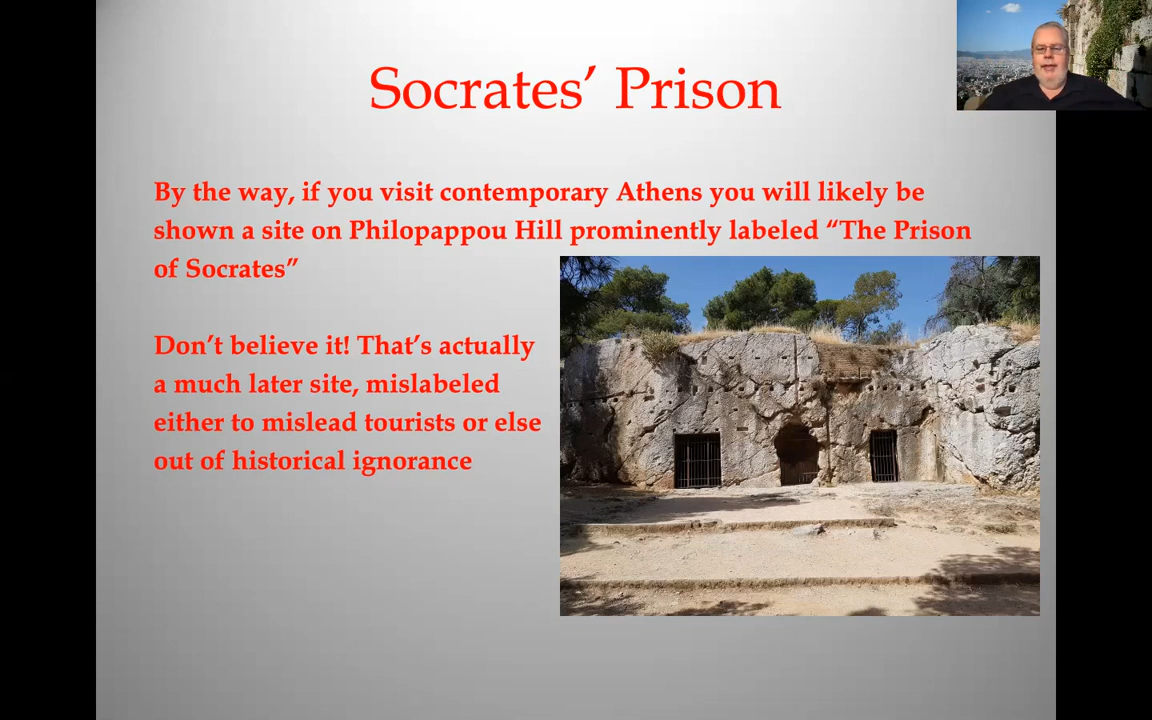 Socrates’ Prison
By the way, if you visit contemporary Athens you will likely be
shown a site on Philopappou Hill prominently labeled “The Prison
of Socrates”
Don’t believe it! That’s actually
a much later site, mislabeled
either to mislead tourists or else
out of historical ignorance